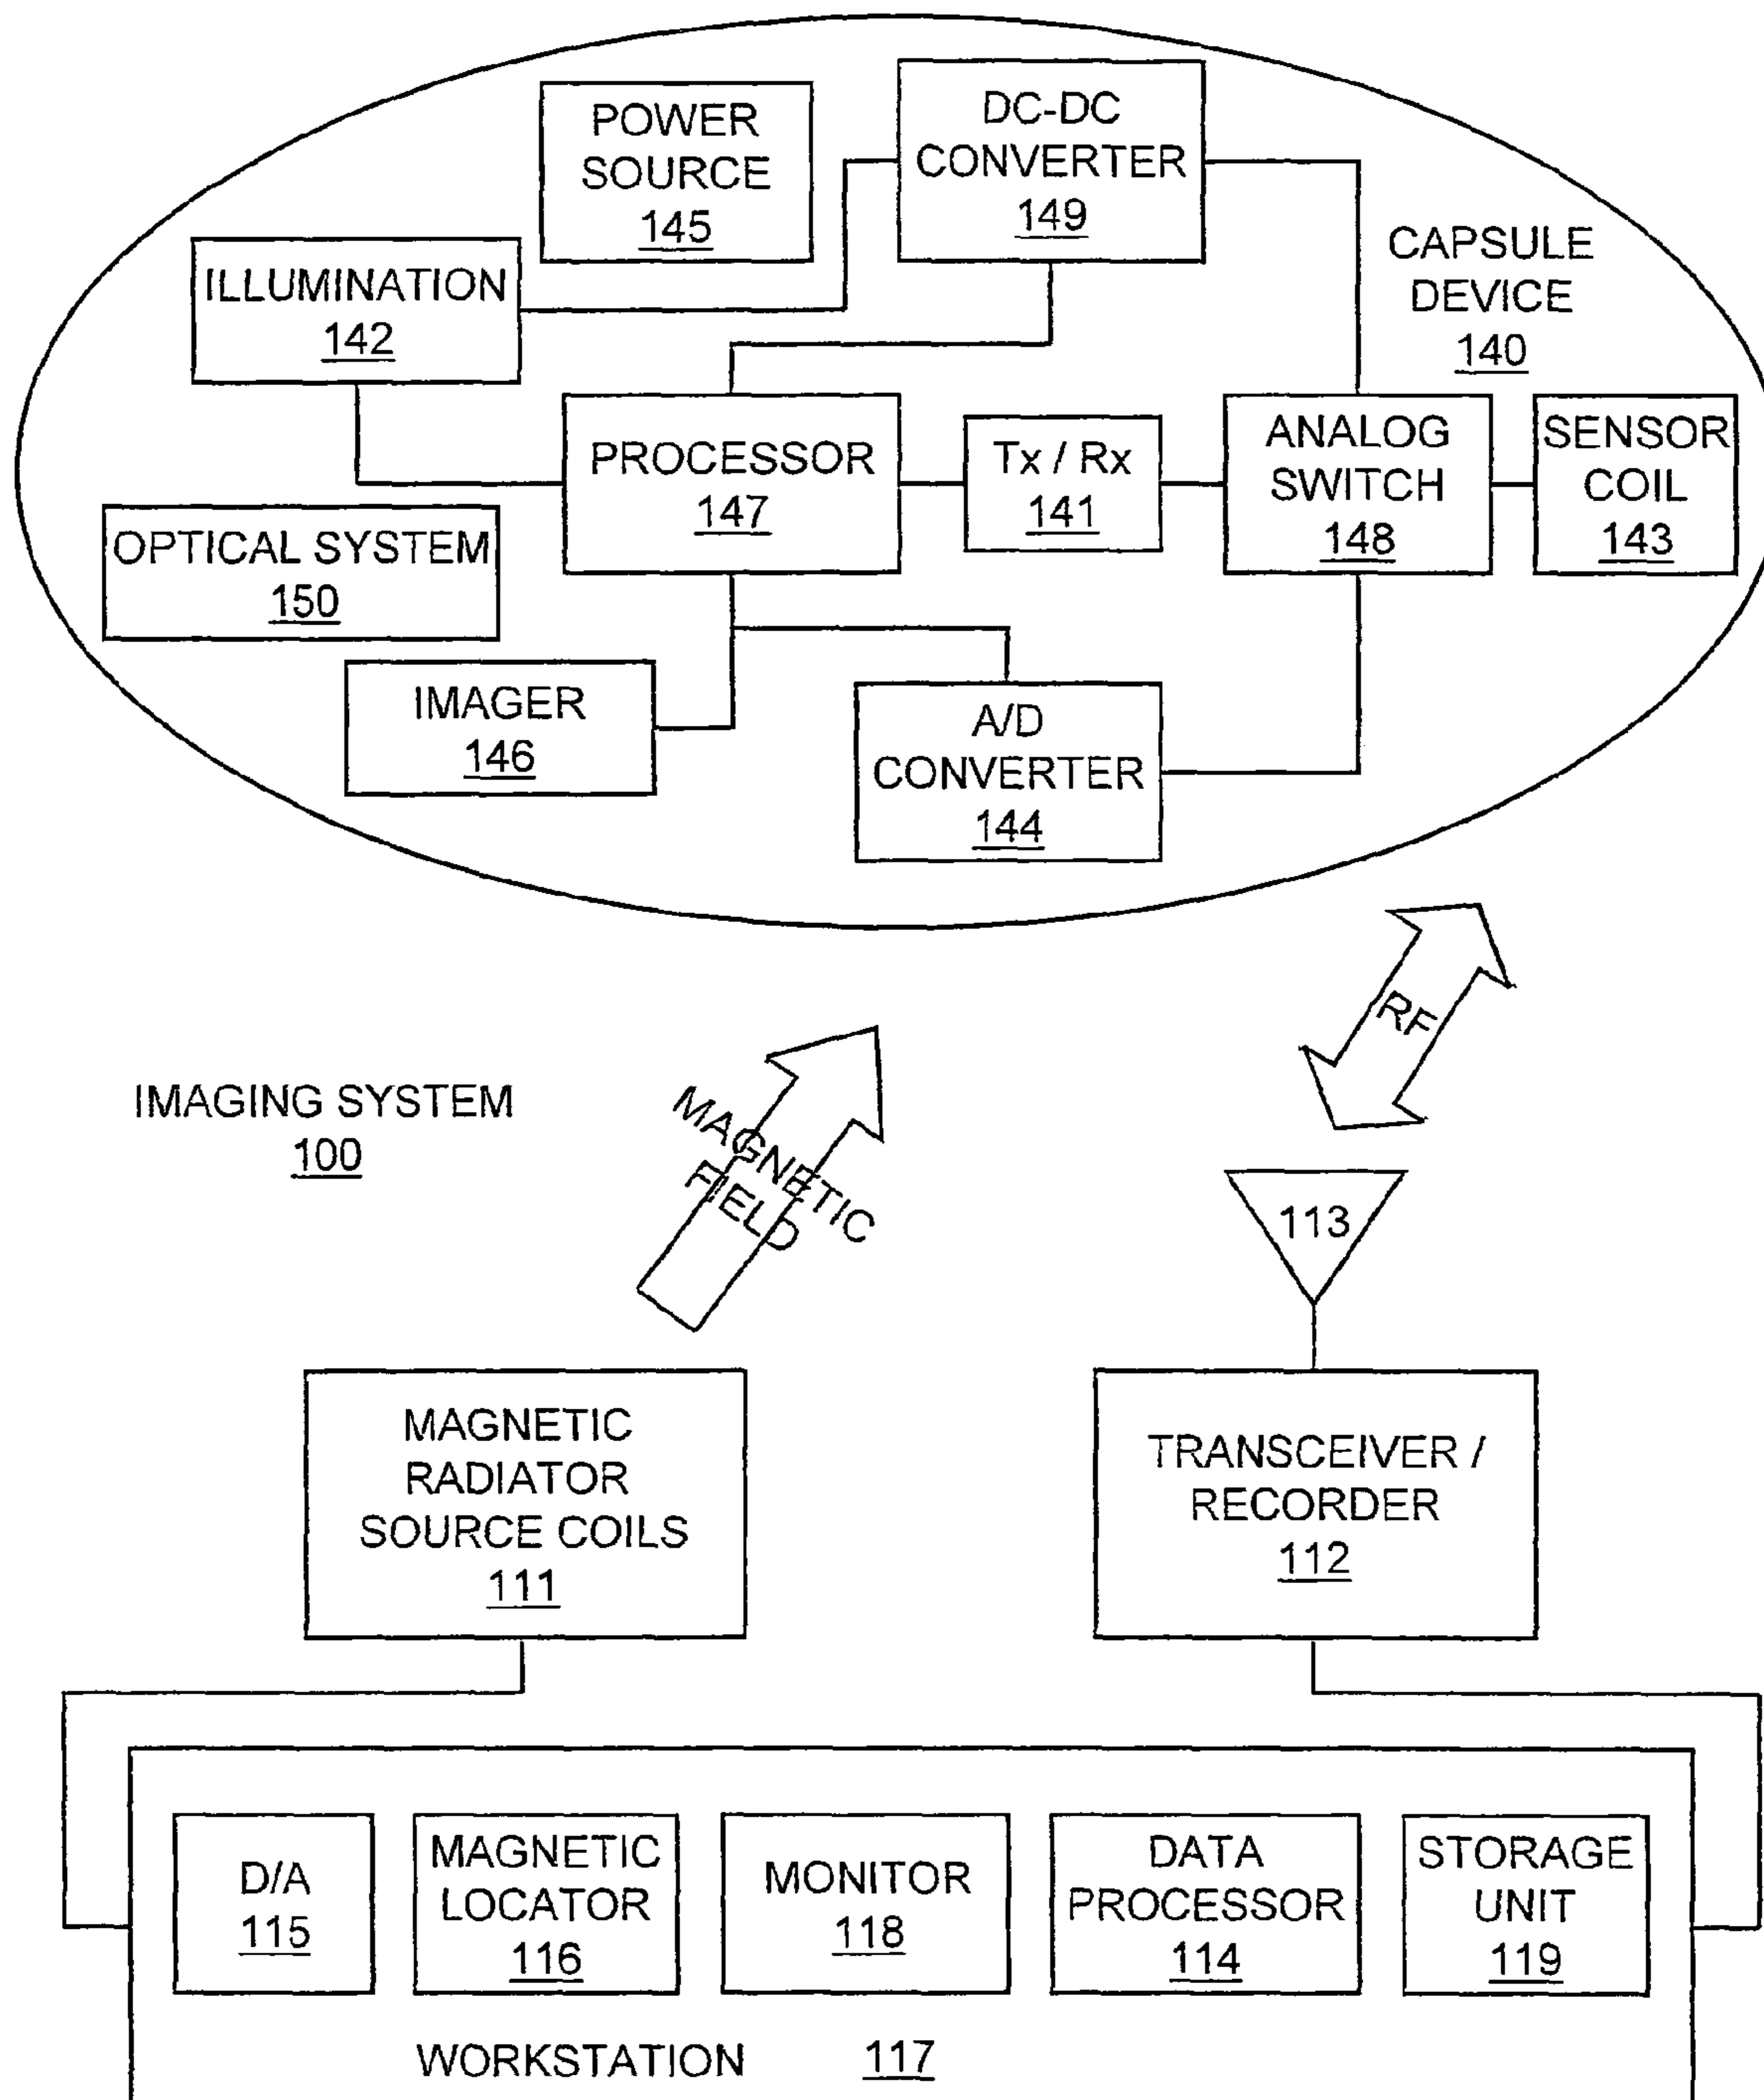 POWER
SOURCE
145
DC-DC
CONVERTER
149
CAPSULE
DEVICE
140
ILLUMINATION
142
PROCESSOR
147
Tx / Rx
141
ANALOG
SWITCH
148
SENSOR
COIL
143
OPTICAL SYSTEM
150
IMAGER
146
A/D
CONVERTER
144
RF
IMAGING SYSTEM
100
MAGNETIC
FIELD
113
MAGNETIC
RADIATOR
SOURCE COILS
111
TRANSCEIVER /
RECORDER
112
D/A
115
MAGNETIC
LOCATOR
116
MONITOR
118
DATA
PROCESSOR
114
STORAGE
UNIT
119
WORKSTATION 117